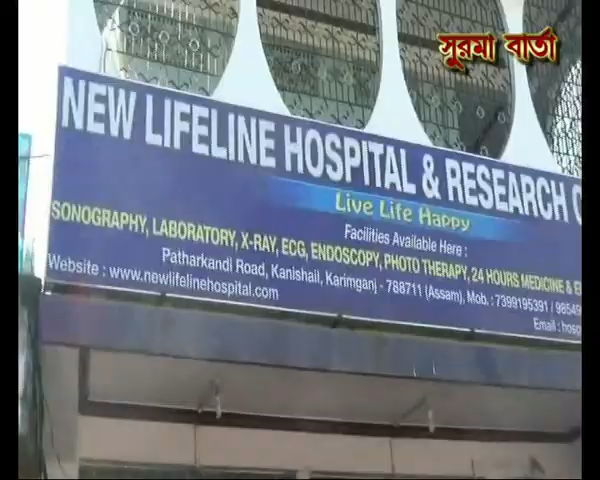 সুরমা বার্তা
NEW LIFELINE HOSPITAL & RESEARCH
Live Life Happy
Facilities Available Here :
SONOGRAPHY, LABORATORY, X-RAY, ECG, ENDOSCOPY, PHOTO THERAPY, 24 HOURS MEDICINE &
Patharkandi Road, Kanishail, Karimganj - 788711 (Assam), Mob. : 7399195391 /
Website : www.newlifelinehospital.com
Email :